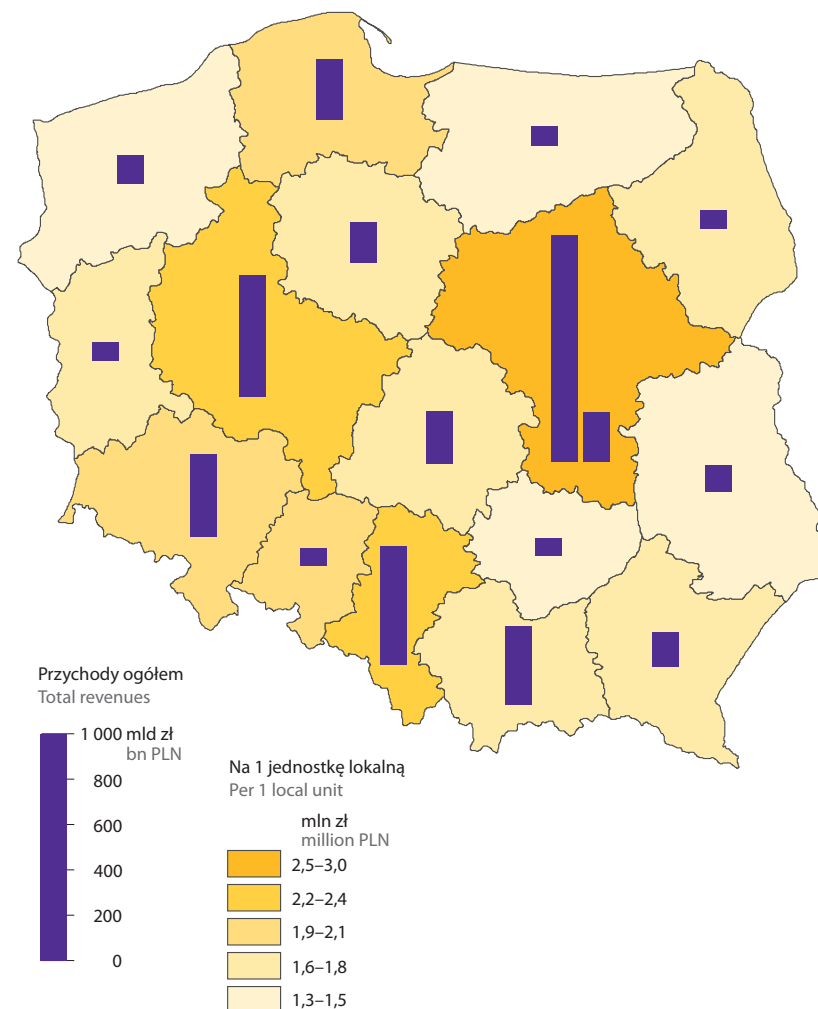 Przychody ogółem
Total revenues
1 000 mld zł
bn PLN
800
600
400
200
0
Na 1 jednostkę lokalną
Per 1 local unit
mln zł
million PLN
2,5–3,0
2,2–2,4
1,9–2,1
1,6–1,8
1,3–1,5